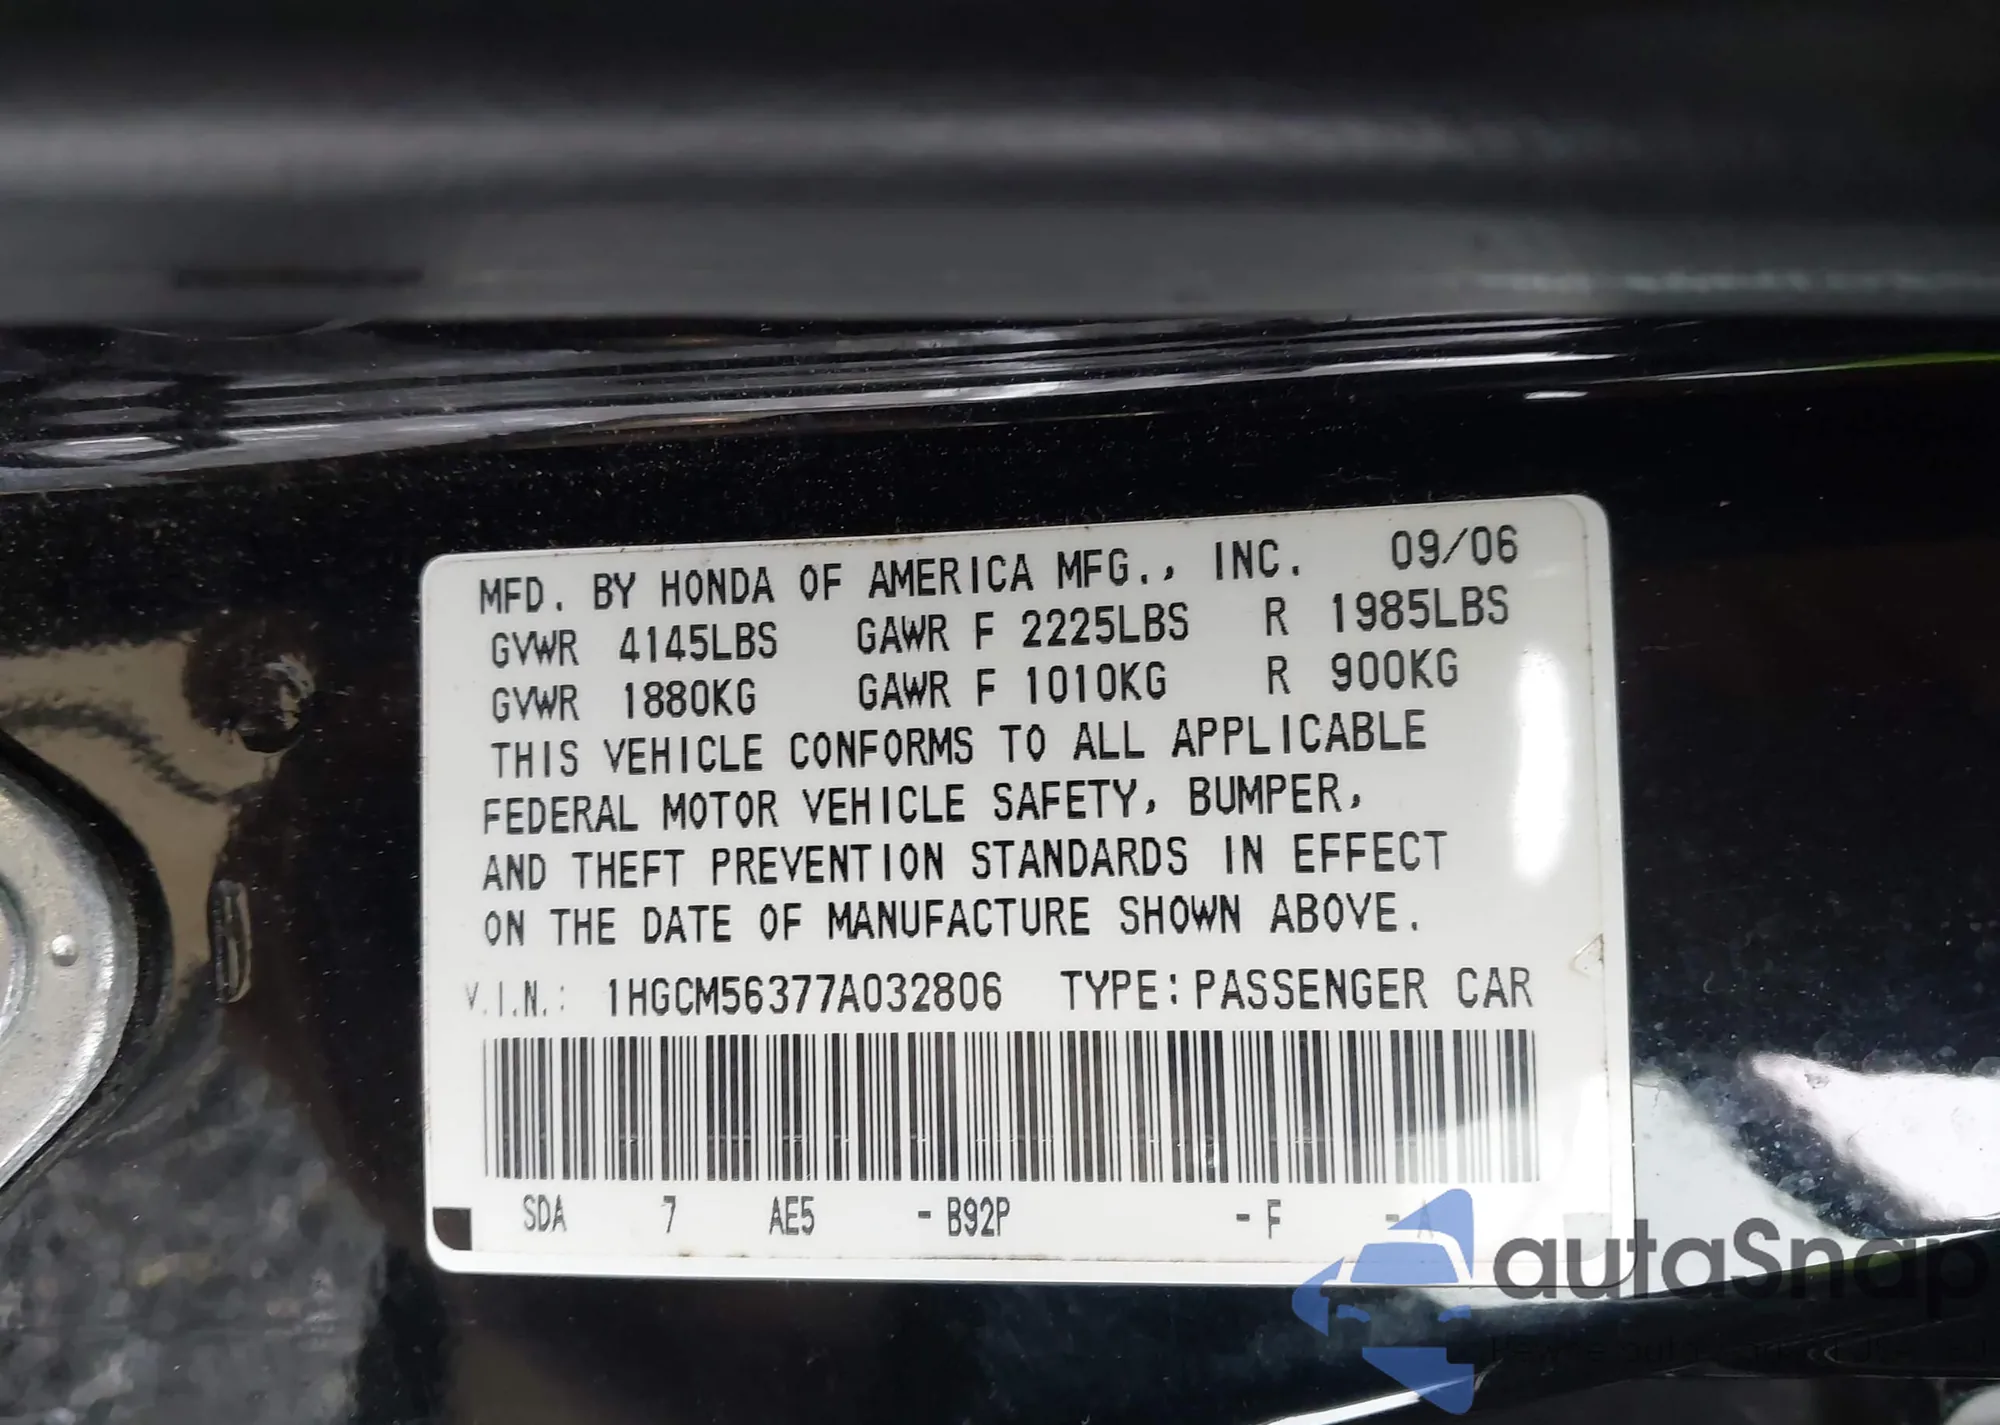 MFD. BY HONDA OF AMERICA MFG., INC. 09/06
GVWR 4145LBS GAWR F 2225LBS R 1985LBS
GVWR 1880KG GAWR F 1010KG R 900KG
THIS VEHICLE CONFORMS TO ALL APPLICABLE
FEDERAL MOTOR VEHICLE SAFETY, BUMPER,
AND THEFT PREVENTION STANDARDS IN EFFECT
ON THE DATE OF MANUFACTURE SHOWN ABOVE.
V.I.N.: 1HGCM56377A032806 TYPE:PASSENGER CAR
SDA 7 AE5 -B92P -F -A
autaSnap